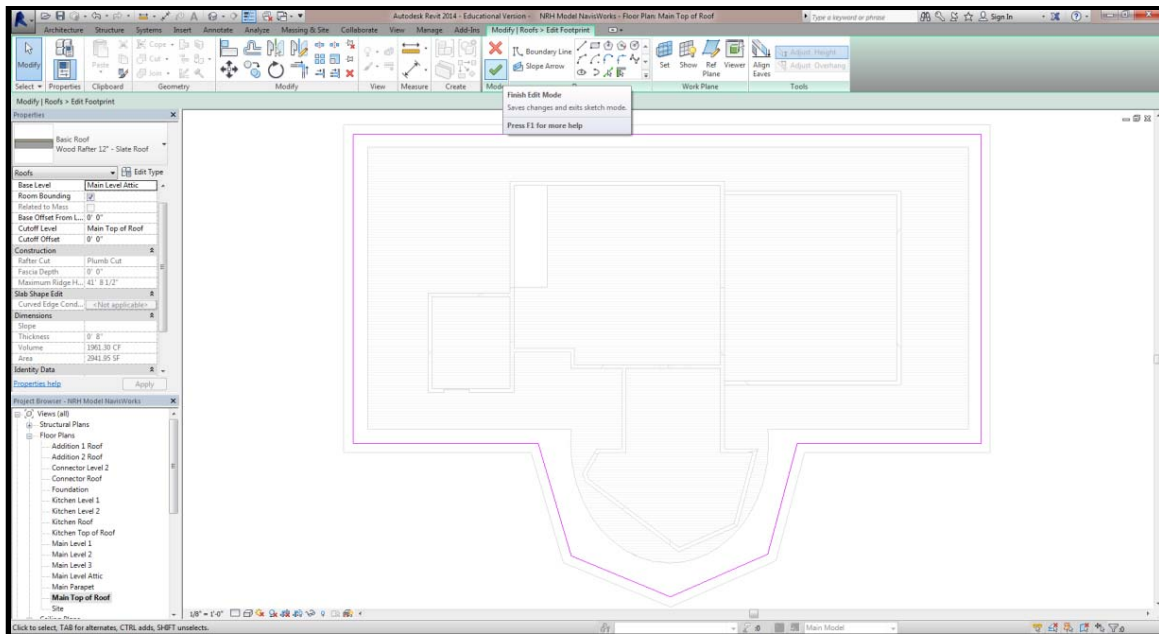 Autodesk Revit 2014 - Educational Version - NRH Model NavisWorks - Floor Plan: Main Top of Roof
Type a keyword or phrase
Sign In
Architecture Structure Systems Insert Annotate Analyze Massing & Site Collaborate View Manage Add-Ins Modify | Roofs > Edit Footprint
Modify
Paste
Cope
Cut
Join
Boundary Line
Slope Arrow
Set Show Ref Plane Viewer
Align Eaves
Adjust Height
Adjust Overhang
Select Properties Clipboard Geometry Modify View Measure Create Mode Work Plane Tools
Modify | Roofs > Edit Footprint
Finish Edit Mode
Saves changes and exits sketch mode.
Press F1 for more help
Properties
Basic Roof
Wood Rafter 12" - Slate Roof
Roofs Edit Type
Base Level Main Level Attic
Room Bounding
Related to Mass
Base Offset From L... 0' 0"
Cutoff Level Main Top of Roof
Cutoff Offset 0' 0"
Construction
Rafter Cut Plumb Cut
Fascia Depth 0' 0"
Maximum Ridge H... 41' 8 1/2"
Slab Shape Edit
Curved Edge Cond... <Not applicable>
Dimensions
Slope
Thickness 0' 8"
Volume 1961.30 CF
Area 2941.95 SF
Identity Data
Properties help Apply
Project Browser - NRH Model NavisWorks
Views (all)
Structural Plans
Floor Plans
Addition 1 Roof
Addition 2 Roof
Connector Level 2
Connector Roof
Foundation
Kitchen Level 1
Kitchen Level 2
Kitchen Roof
Kitchen Top of Roof
Main Level 1
Main Level 2
Main Level 3
Main Level Attic
Main Parapet
Main Top of Roof
Site
1/8" = 1'-0"
Click to select, TAB for alternates, CTRL adds, SHIFT unselects.
:0
Main Model
:0